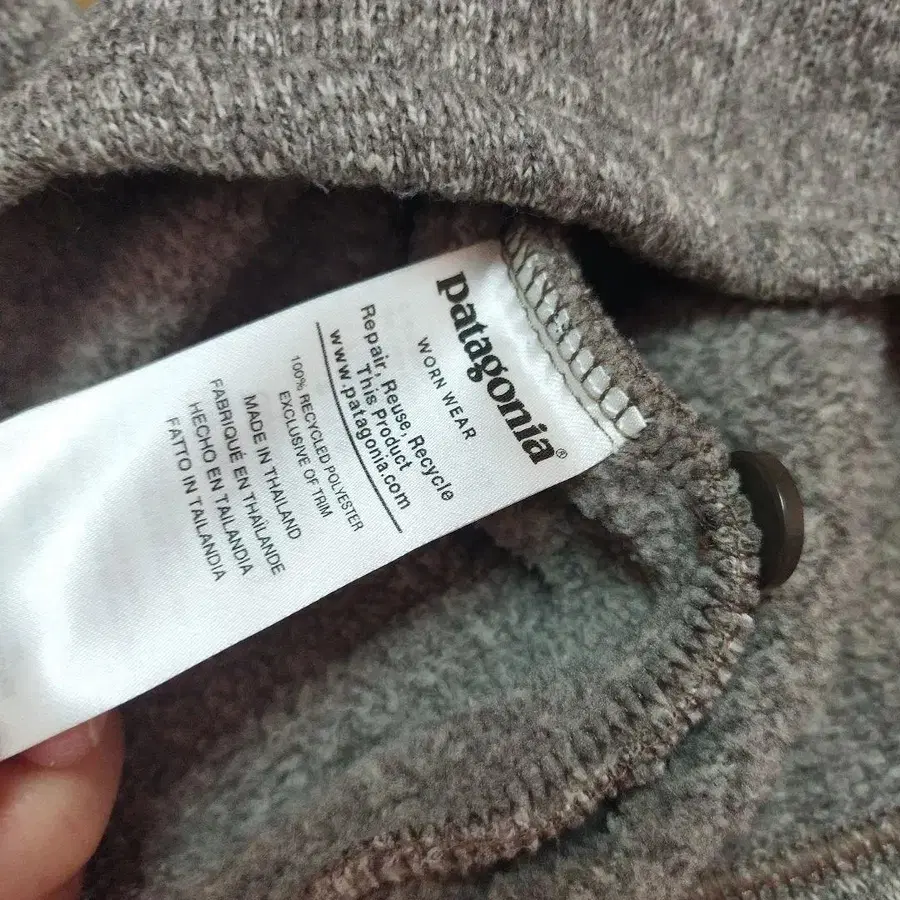 patagonia®
WORN WEAR
Repair, Reuse, Recycle
This Product
www.patagonia.com
100% RECYCLED POLYESTER
EXCLUSIVE OF TRIM
MADE IN THAILAND
FABRIQUÉ EN THAÏLANDE
HECHO EN TAILANDIA
FATTO IN TAILANDIA